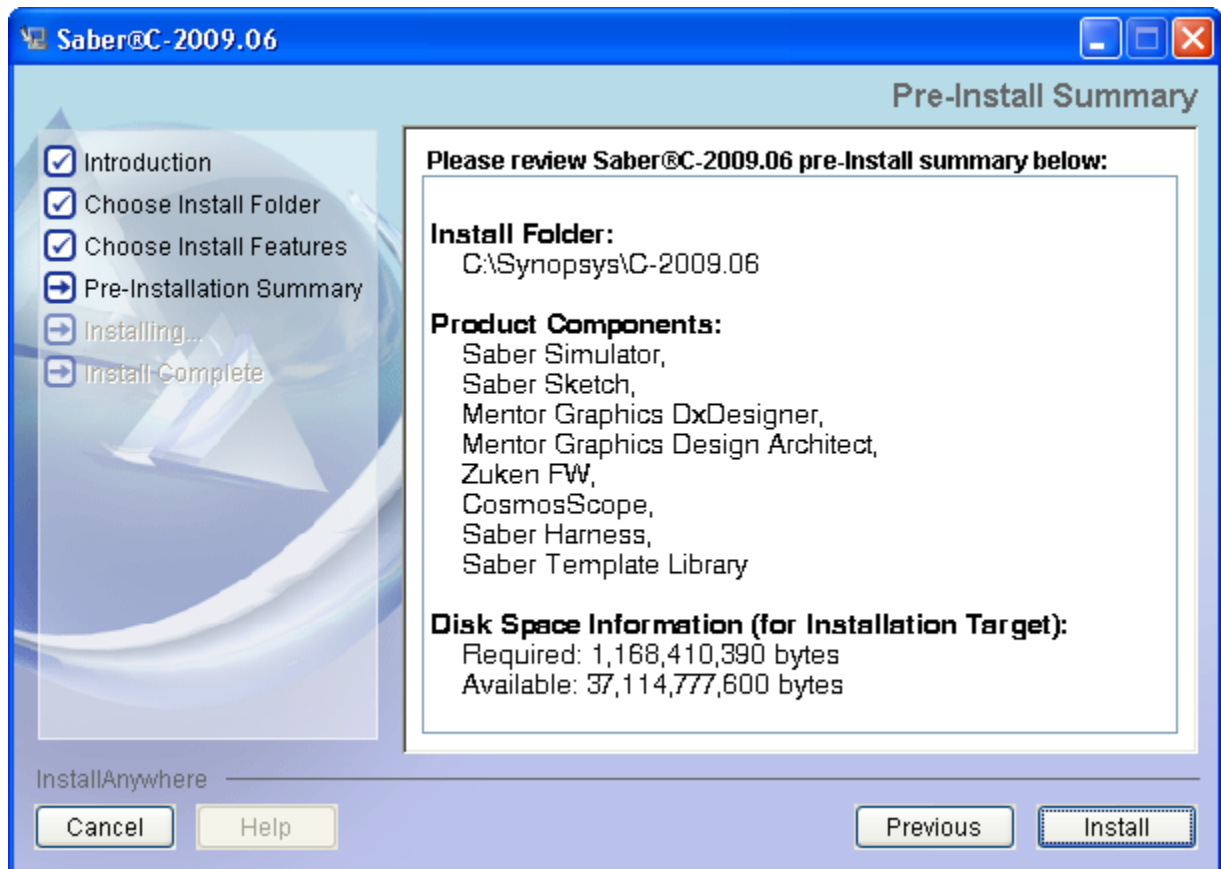 Saber®C-2009.06
Pre-Install Summary
Introduction
Choose Install Folder
Choose Install Features
Pre-Installation Summary
Installing...
Install Complete
Please review Saber®C-2009.06 pre-Install summary below:
Install Folder:
C:\Synopsys\C-2009.06
Product Components:
Saber Simulator,
Saber Sketch,
Mentor Graphics DxDesigner,
Mentor Graphics Design Architect,
Zuken FW,
CosmosScope,
Saber Harness,
Saber Template Library
Disk Space Information (for Installation Target):
Required: 1,168,410,390 bytes
Available: 37,114,777,600 bytes
InstallAnywhere
Cancel
Help
Previous
Install